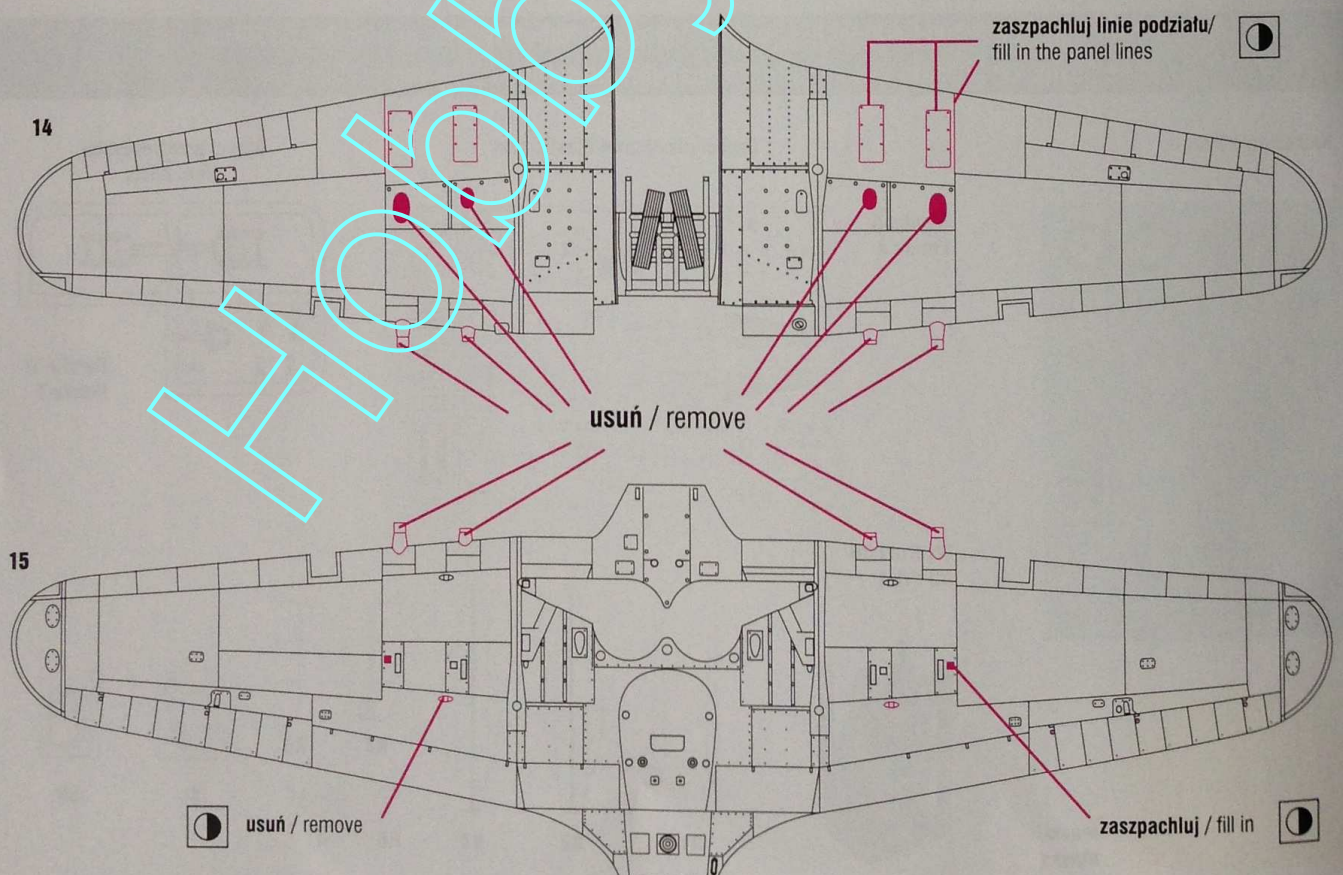 zaszpachluj linie podziału/
fill in the panel lines
14
usuń / remove
15
usuń / remove
zaszpachluj / fill in
Hobby